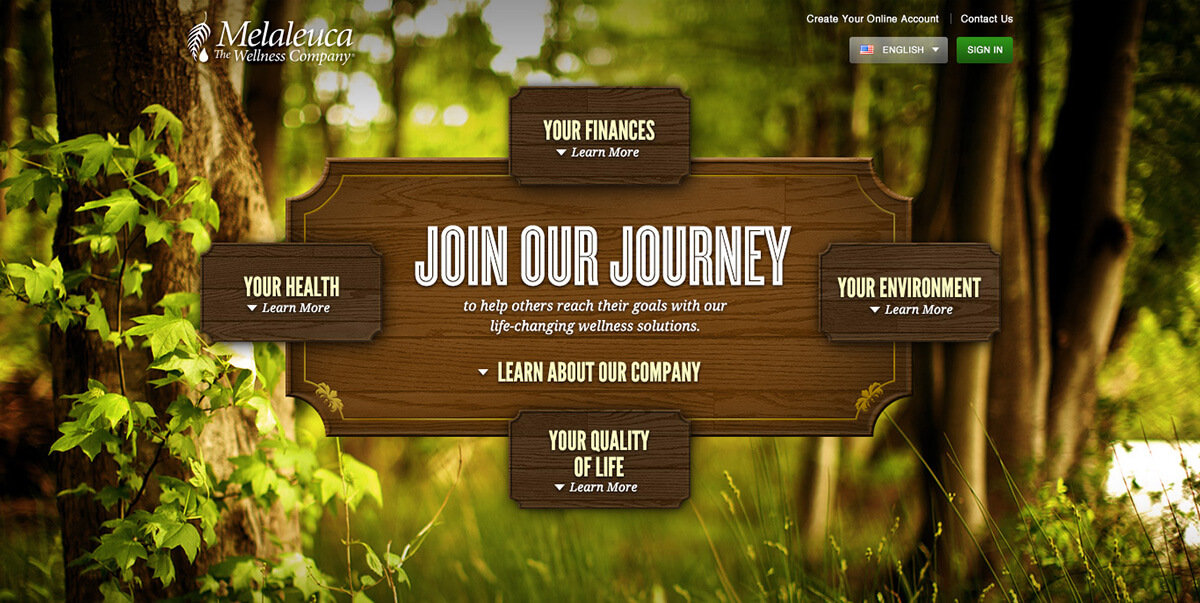 Melaleuca
The Wellness Company®
Create Your Online Account
Contact Us
ENGLISH
SIGN IN
YOUR FINANCES
Learn More
JOIN OUR JOURNEY
to help others reach their goals with our
life-changing wellness solutions.
LEARN ABOUT OUR COMPANY
YOUR HEALTH
Learn More
YOUR ENVIRONMENT
Learn More
YOUR QUALITY
OF LIFE
Learn More